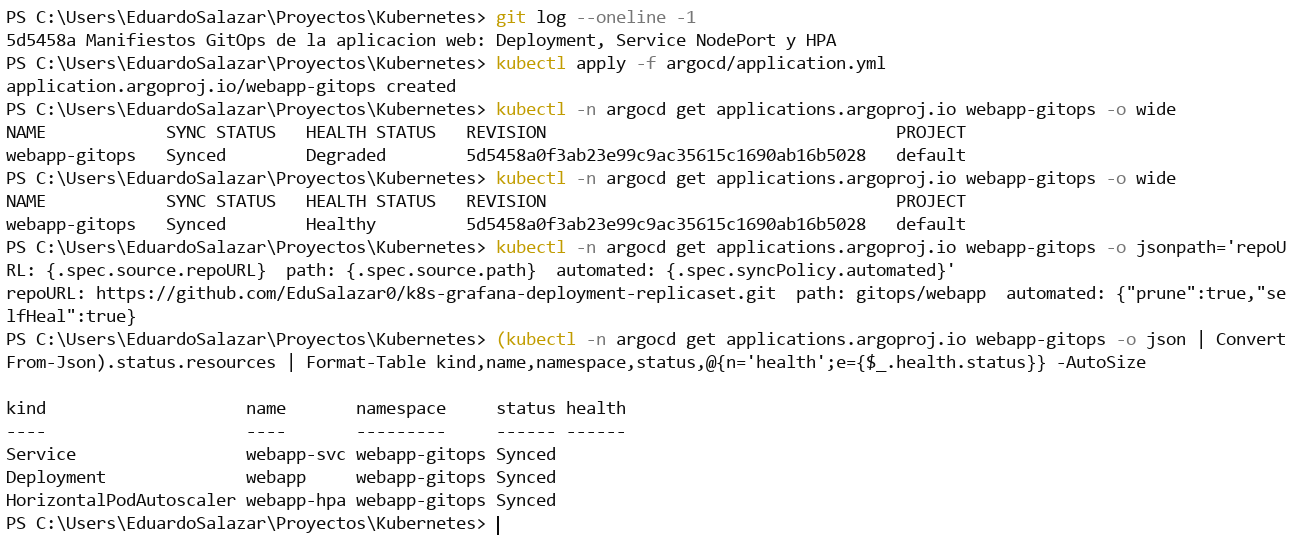 PS C:\Users\EduardoSalazar\Proyectos\Kubernetes> git log --oneline -1
5d5458a Manifiestos GitOps de la aplicacion web: Deployment, Service NodePort y HPA
PS C:\Users\EduardoSalazar\Proyectos\Kubernetes> kubectl apply -f argocd/application.yml
application.argoproj.io/webapp-gitops created
PS C:\Users\EduardoSalazar\Proyectos\Kubernetes> kubectl -n argocd get applications.argoproj.io webapp-gitops -o wide
NAME            SYNC STATUS   HEALTH STATUS   REVISION                                   PROJECT
webapp-gitops   Synced        Degraded        5d5458a0f3ab23e99c9ac35615c1690ab16b5028   default
PS C:\Users\EduardoSalazar\Proyectos\Kubernetes> kubectl -n argocd get applications.argoproj.io webapp-gitops -o wide
NAME            SYNC STATUS   HEALTH STATUS   REVISION                                   PROJECT
webapp-gitops   Synced        Healthy         5d5458a0f3ab23e99c9ac35615c1690ab16b5028   default
PS C:\Users\EduardoSalazar\Proyectos\Kubernetes> kubectl -n argocd get applications.argoproj.io webapp-gitops -o jsonpath='repoU
RL: {.spec.source.repoURL}  path: {.spec.source.path}  automated: {.spec.syncPolicy.automated}'
repoURL: https://github.com/EduSalazar0/k8s-grafana-deployment-replicaset.git  path: gitops/webapp  automated: {"prune":true,"se
lfHeal":true}
PS C:\Users\EduardoSalazar\Proyectos\Kubernetes> (kubectl -n argocd get applications.argoproj.io webapp-gitops -o json | Convert
From-Json).status.resources | Format-Table kind,name,namespace,status,@{n='health';e={$_.health.status}} -AutoSize
kind                    name       namespace     status health
----                    ----       ---------     ------ ------
Service                 webapp-svc webapp-gitops Synced
Deployment              webapp     webapp-gitops Synced
HorizontalPodAutoscaler webapp-hpa webapp-gitops Synced
PS C:\Users\EduardoSalazar\Proyectos\Kubernetes>